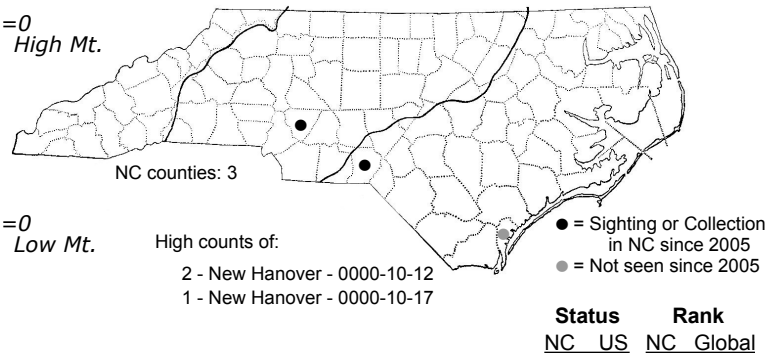 =0
High Mt.
NC counties: 3
=0
Low Mt.
High counts of:
2 - New Hanover - 0000-10-12
1 - New Hanover - 0000-10-17
● = Sighting or Collection
in NC since 2005
● = Not seen since 2005
Status Rank
NC US NC Global